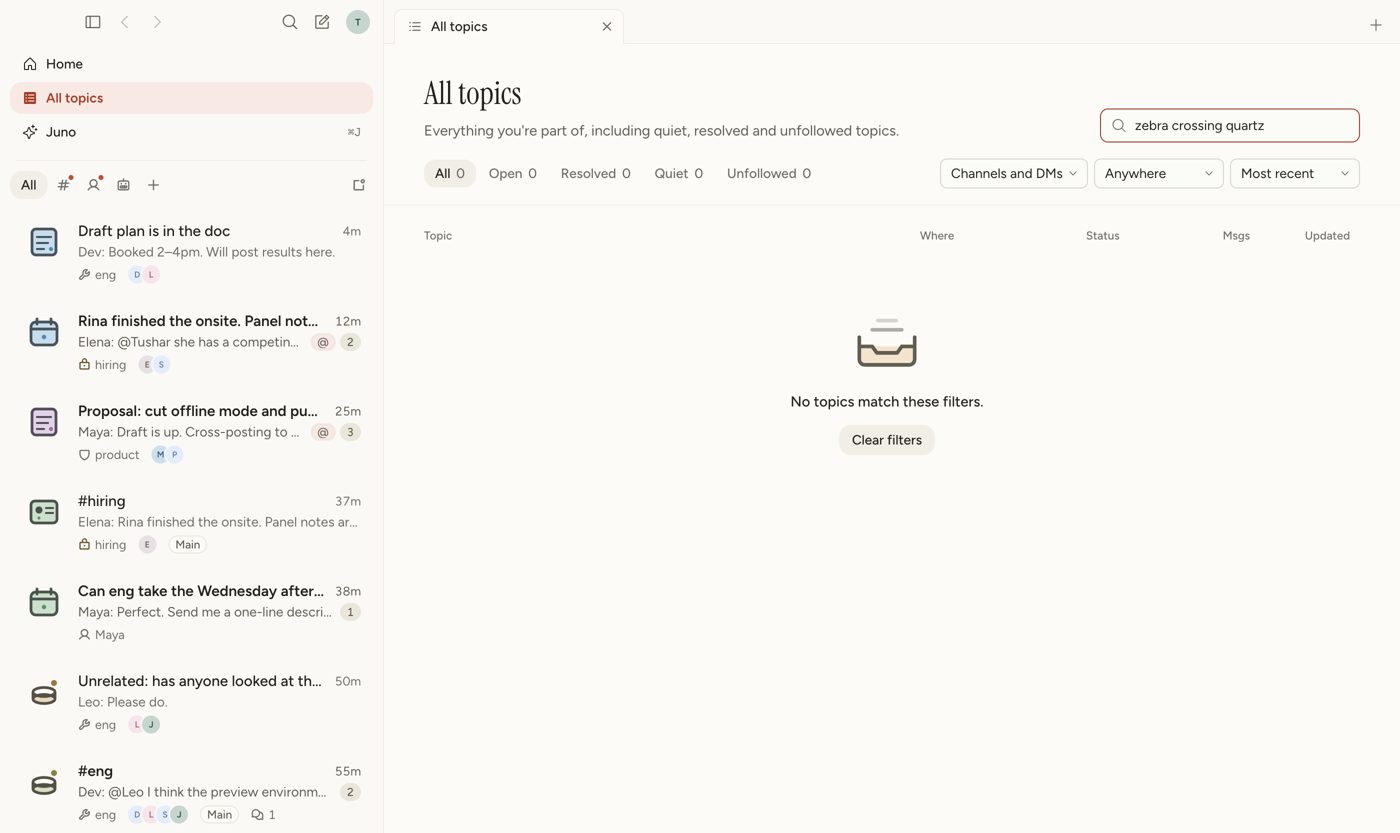 T
Home
All topics
Juno ⌘J
All
Draft plan is in the doc 4m
Dev: Booked 2–4pm. Will post results here.
eng D L
Rina finished the onsite. Panel not... 12m
Elena: @Tushar she has a competin... @ 2
hiring E S
Proposal: cut offline mode and pu... 25m
Maya: Draft is up. Cross-posting to ... @ 3
product M P
#hiring 37m
Elena: Rina finished the onsite. Panel notes ar...
hiring E Main
Can eng take the Wednesday after... 38m
Maya: Perfect. Send me a one-line descri... 1
Maya
Unrelated: has anyone looked at th... 50m
Leo: Please do.
eng L J
#eng 55m
Dev: @Leo I think the preview environm... 2
eng D L S J Main 1
All topics
All topics
Everything you're part of, including quiet, resolved and unfollowed topics.
zebra crossing quartz
All 0 Open 0 Resolved 0 Quiet 0 Unfollowed 0
Channels and DMs Anywhere Most recent
Topic Where Status Msgs Updated
No topics match these filters.
Clear filters